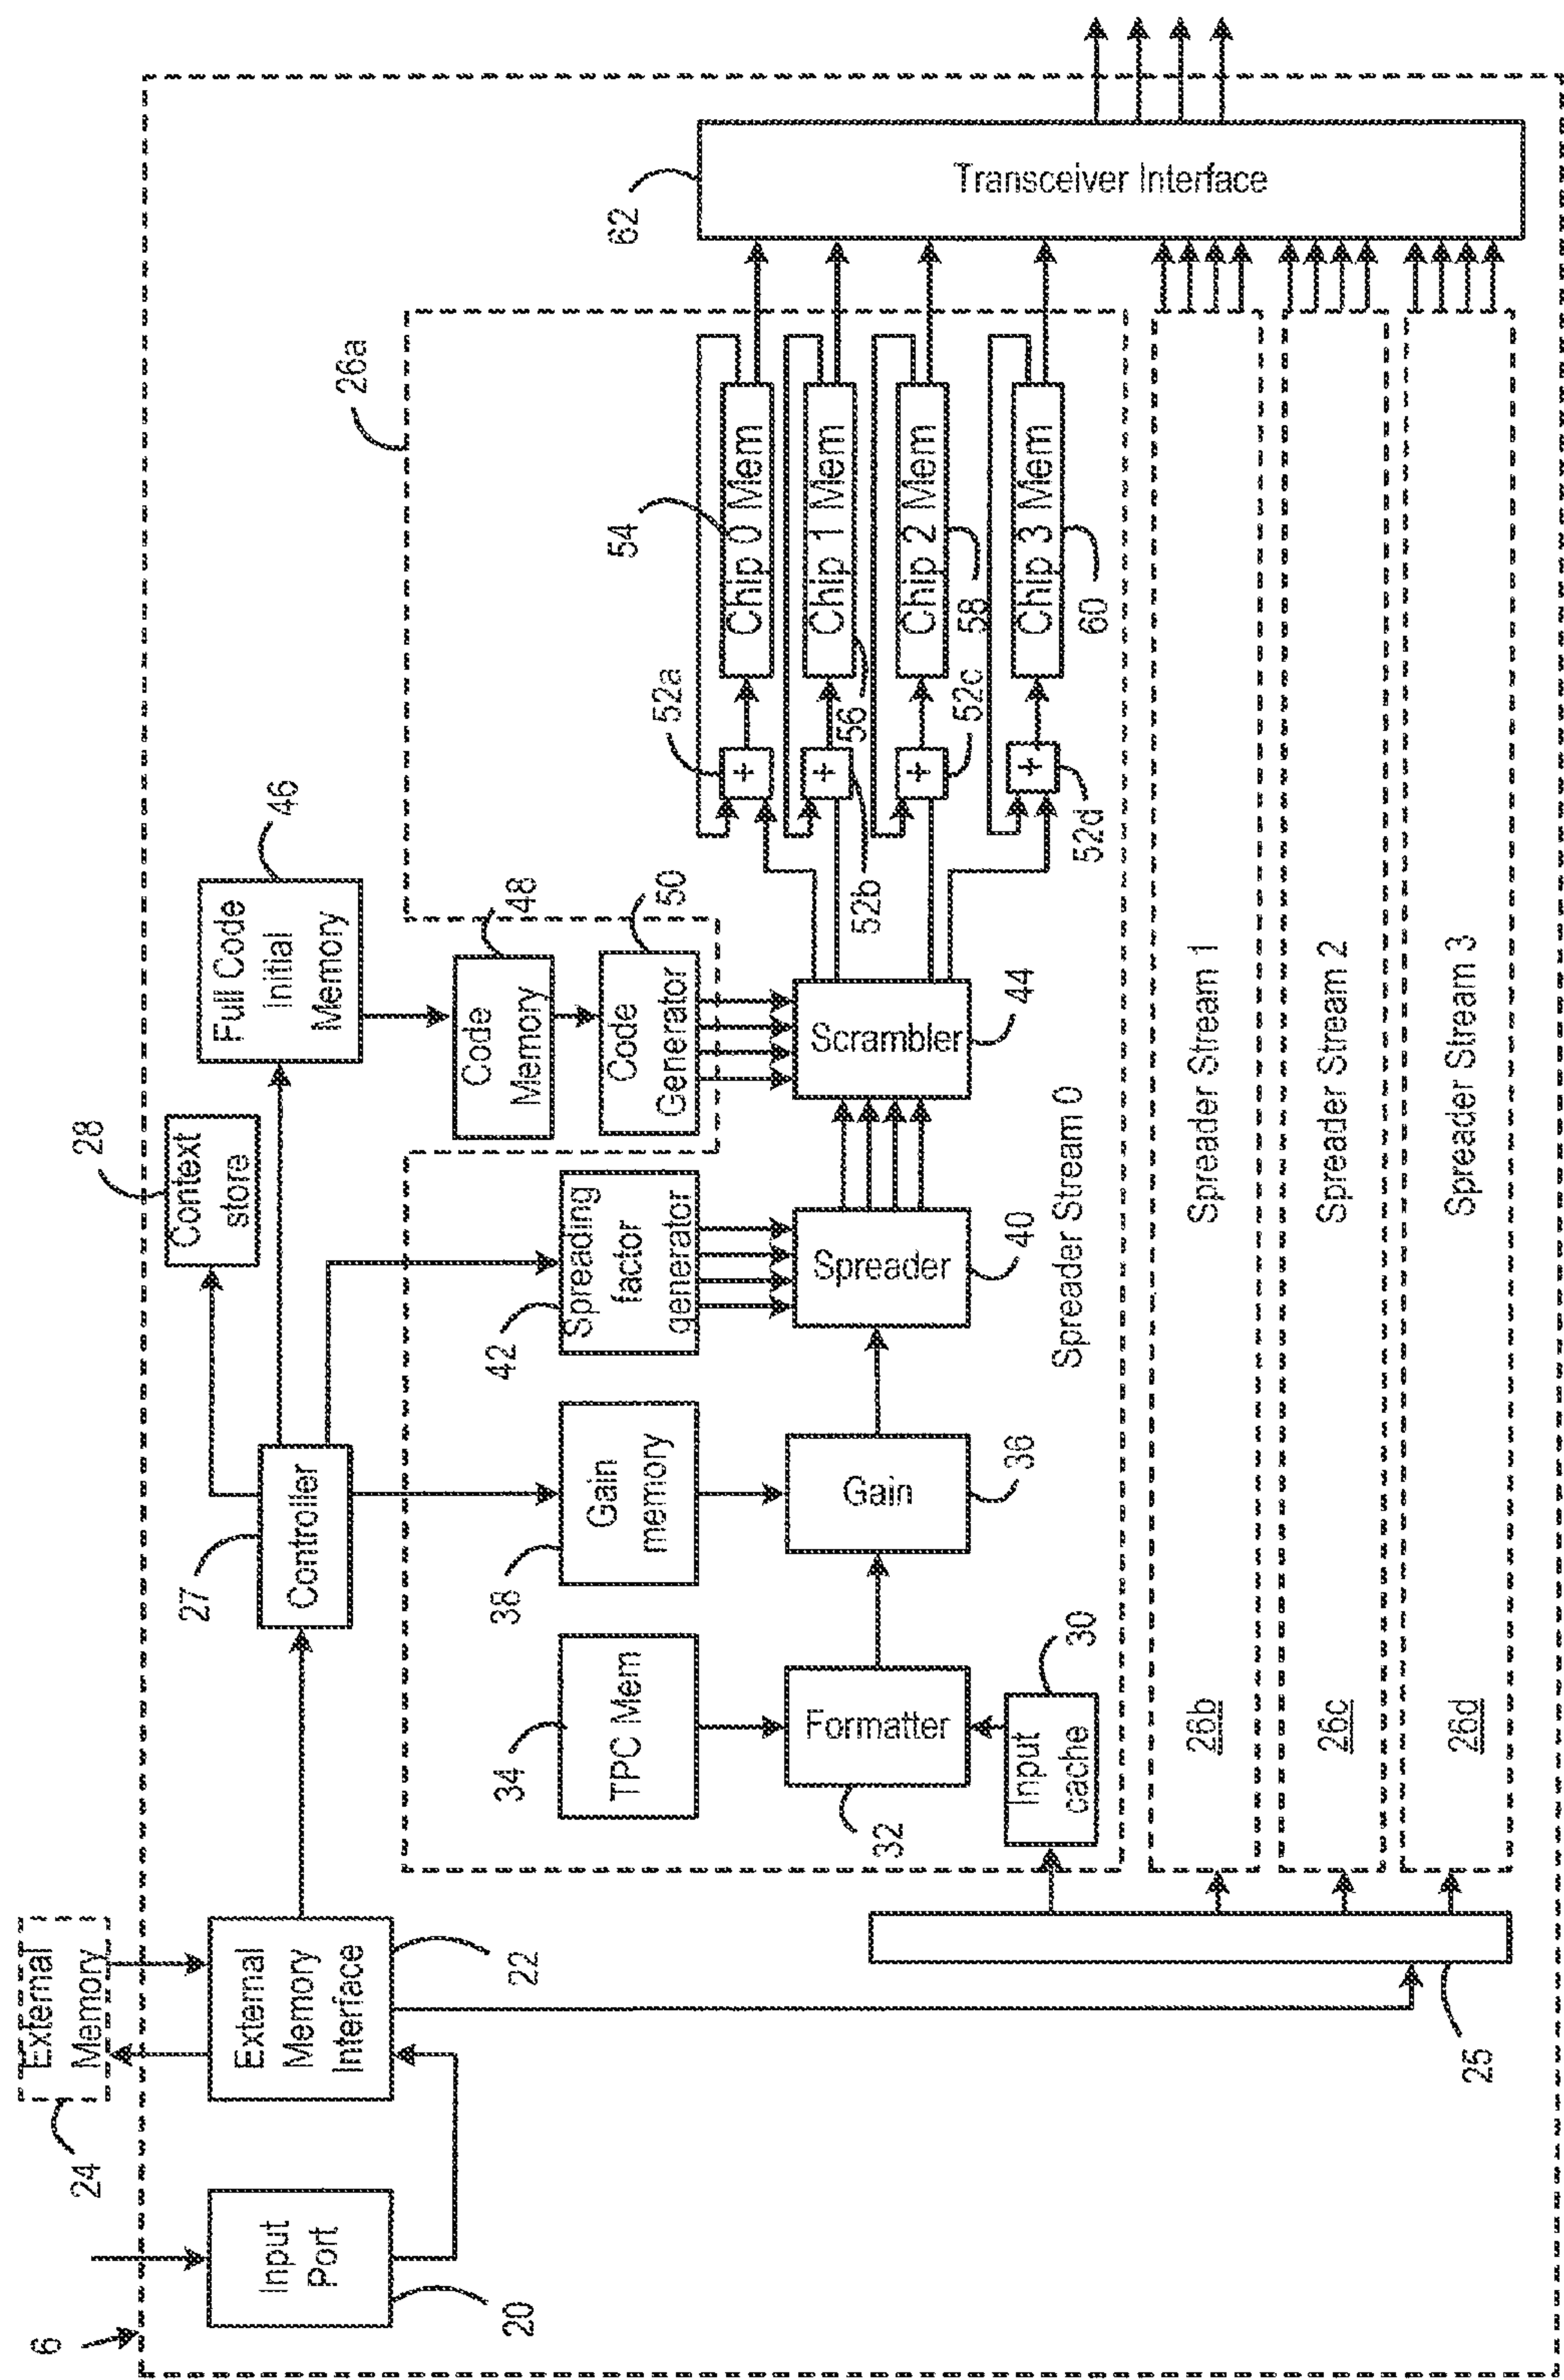 6
20
Input
Port
24
External
Memory
External
Memory
Interface
22
25
27
Controller
28
Context
store
46
Full Code
Initial
Memory
26a
34
TPC Mem
38
Gain
memory
42
Spreading
factor
generator
Code
Memory
48
Code
Generator
50
Formatter
32
Input
cache
30
Gain
36
Spreader
40
Scrambler
44
52a
+
54
Chip 0 Mem
+
52b
56
Chip 1 Mem
+
52c
58
Chip 2 Mem
+
52d
60
Chip 3 Mem
Spreader Stream 0
26b
Spreader Stream 1
26c
Spreader Stream 2
26d
Spreader Stream 3
62
Transceiver Interface